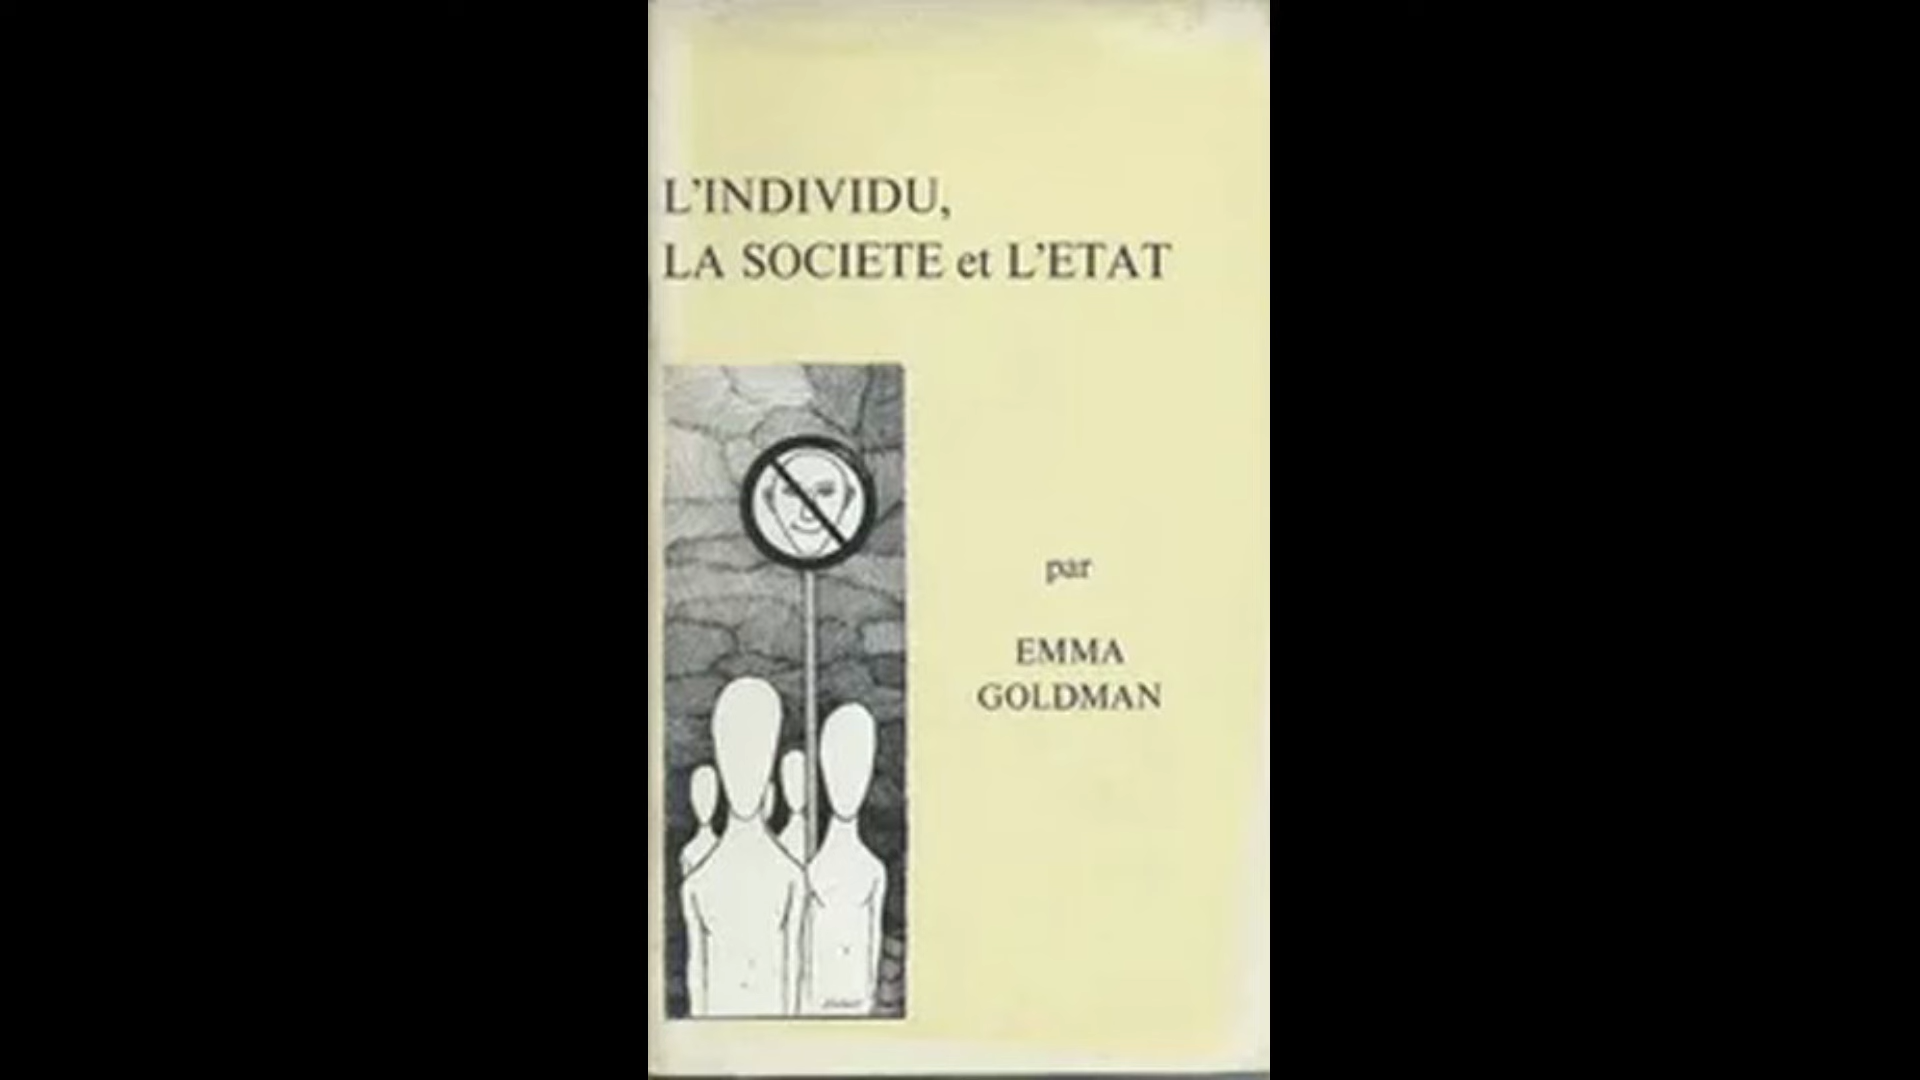 L'INDIVIDU,
LA SOCIETE et L'ETAT
par
EMMA
GOLDMAN